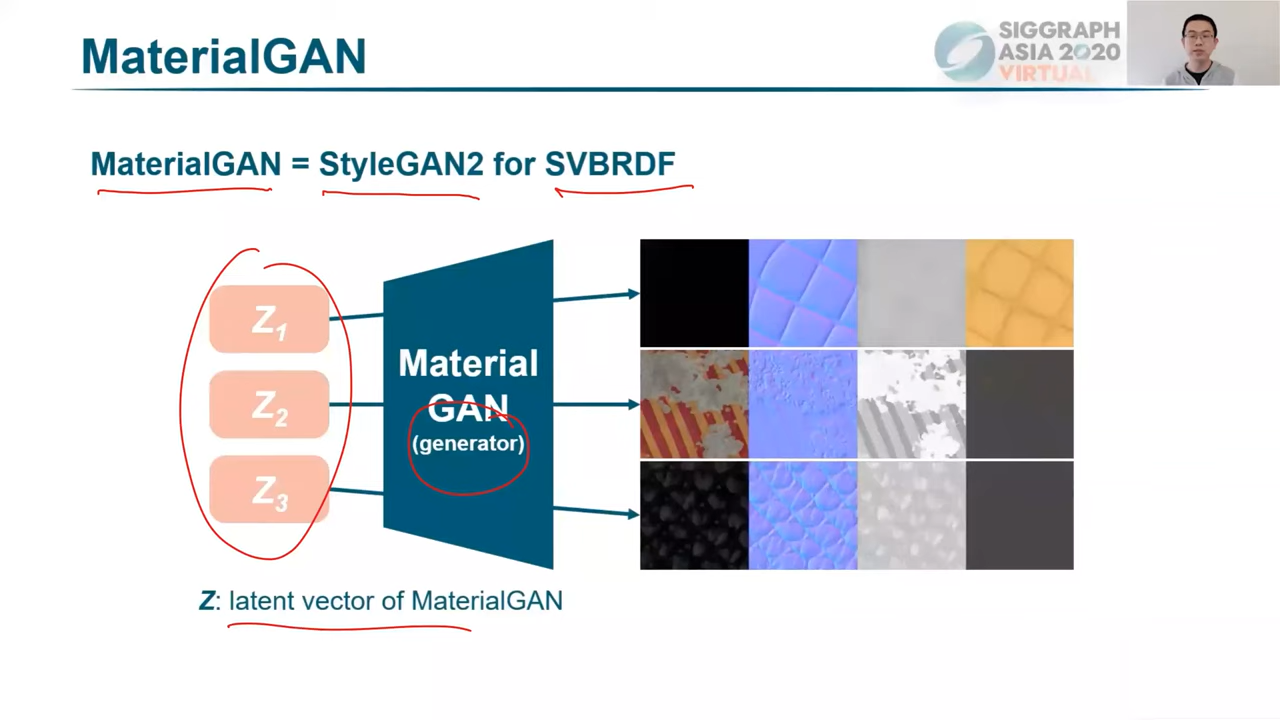 MaterialGAN
SIGGRAPH
ASIA 2020
VIRTUAL
MaterialGAN = StyleGAN2 for SVBRDF
Z1
Z2
Z3
Material
GAN
(generator)
Z: latent vector of MaterialGAN